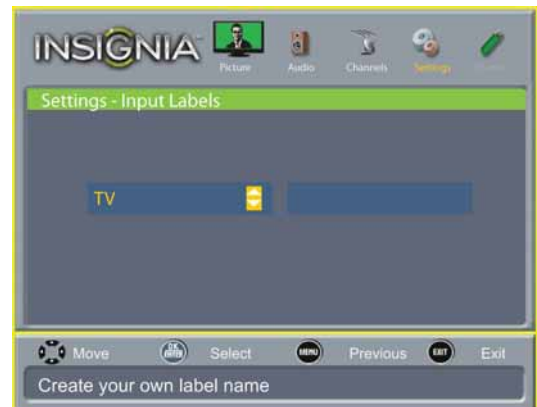 INSIGNIA
Picture Audio Channels Settings
Settings - Input Labels
TV
Move OK ENTER Select MENU Previous EXIT Exit
Create your own label name